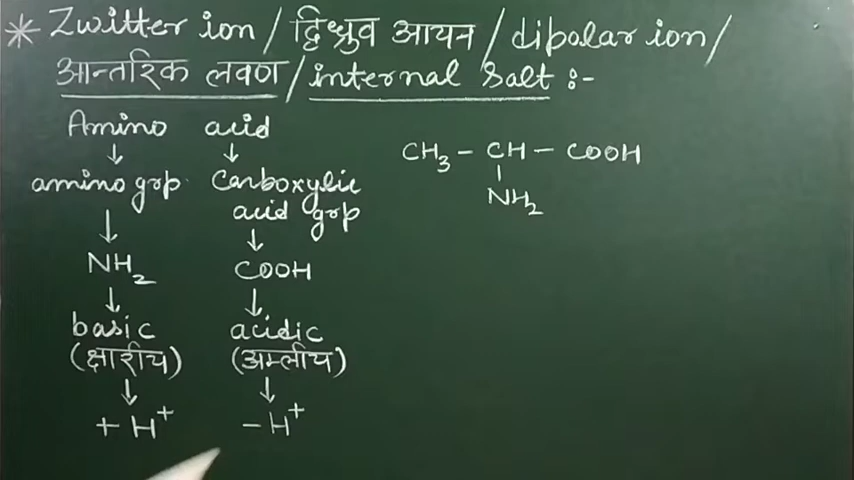 * Zwitter ion / द्विध्रुव आयन / dipolar ion /
आन्तरिक लवण / internal salt :-
Amino acid
↓ ↓
amino grp. Carboxylic
acid grp
↓ ↓
NH₂ COOH
↓ ↓
basic acidic
(क्षारीय) (अम्लीय)
↓ ↓
+ H⁺ - H⁺
CH₃ - CH - COOH
|
NH₂